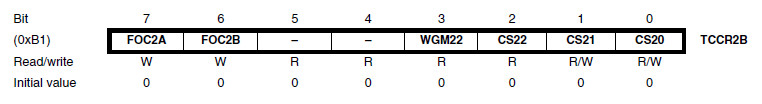 Bit 7 6 5 4 3 2 1 0
(0xB1) FOC2A FOC2B – – WGM22 CS22 CS21 CS20 TCCR2B
Read/write W W R R R R R/W R/W
Initial value 0 0 0 0 0 0 0 0